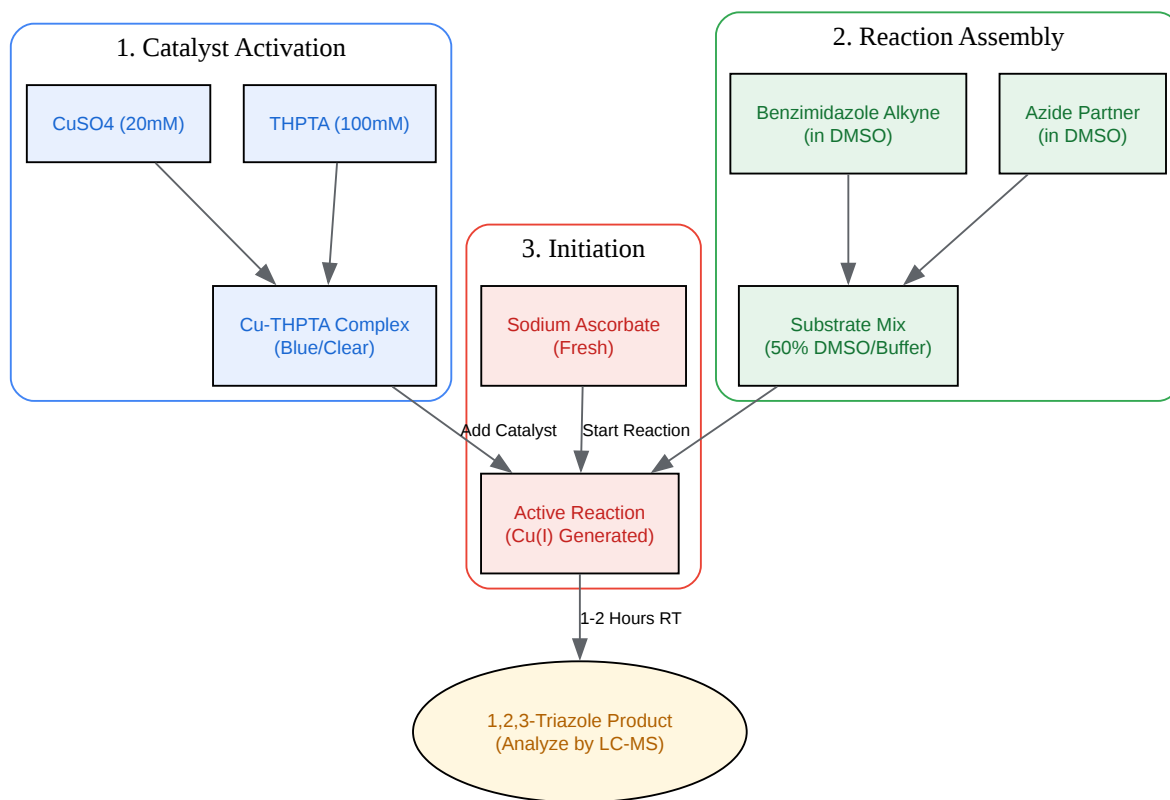 1. Catalyst Activation
CuSO4 (20mM)
THPTA (100mM)
Cu-THPTA Complex
(Blue/Clear)
2. Reaction Assembly
Benzimidazole Alkyne
(in DMSO)
Azide Partner
(in DMSO)
Substrate Mix
(50% DMSO/Buffer)
3. Initiation
Sodium Ascorbate
(Fresh)
Add Catalyst
Start Reaction
Active Reaction
(Cu(I) Generated)
1-2 Hours RT
1,2,3-Triazole Product
(Analyze by LC-MS)